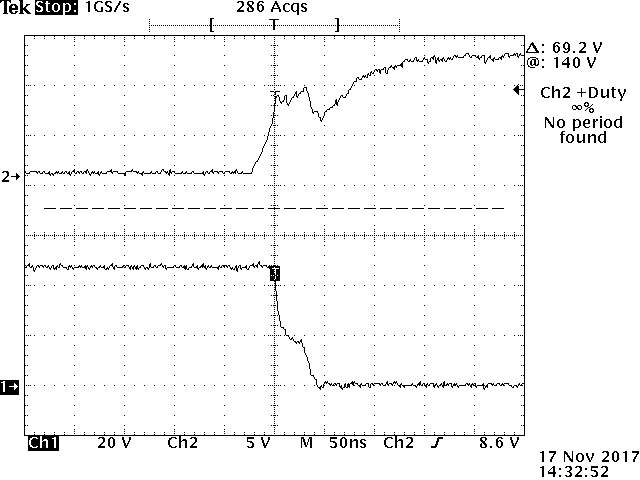 Tek Stop: 1GS/s 286 Acqs
[ T ]
Δ: 69.2 V
@: 140 V
Ch2 +Duty
∞%
No period
found
2→
T
1→
Ch1 20 V Ch2 5 V M 50ns Ch2 ʃ 8.6 V
17 Nov 2017
14:32:52